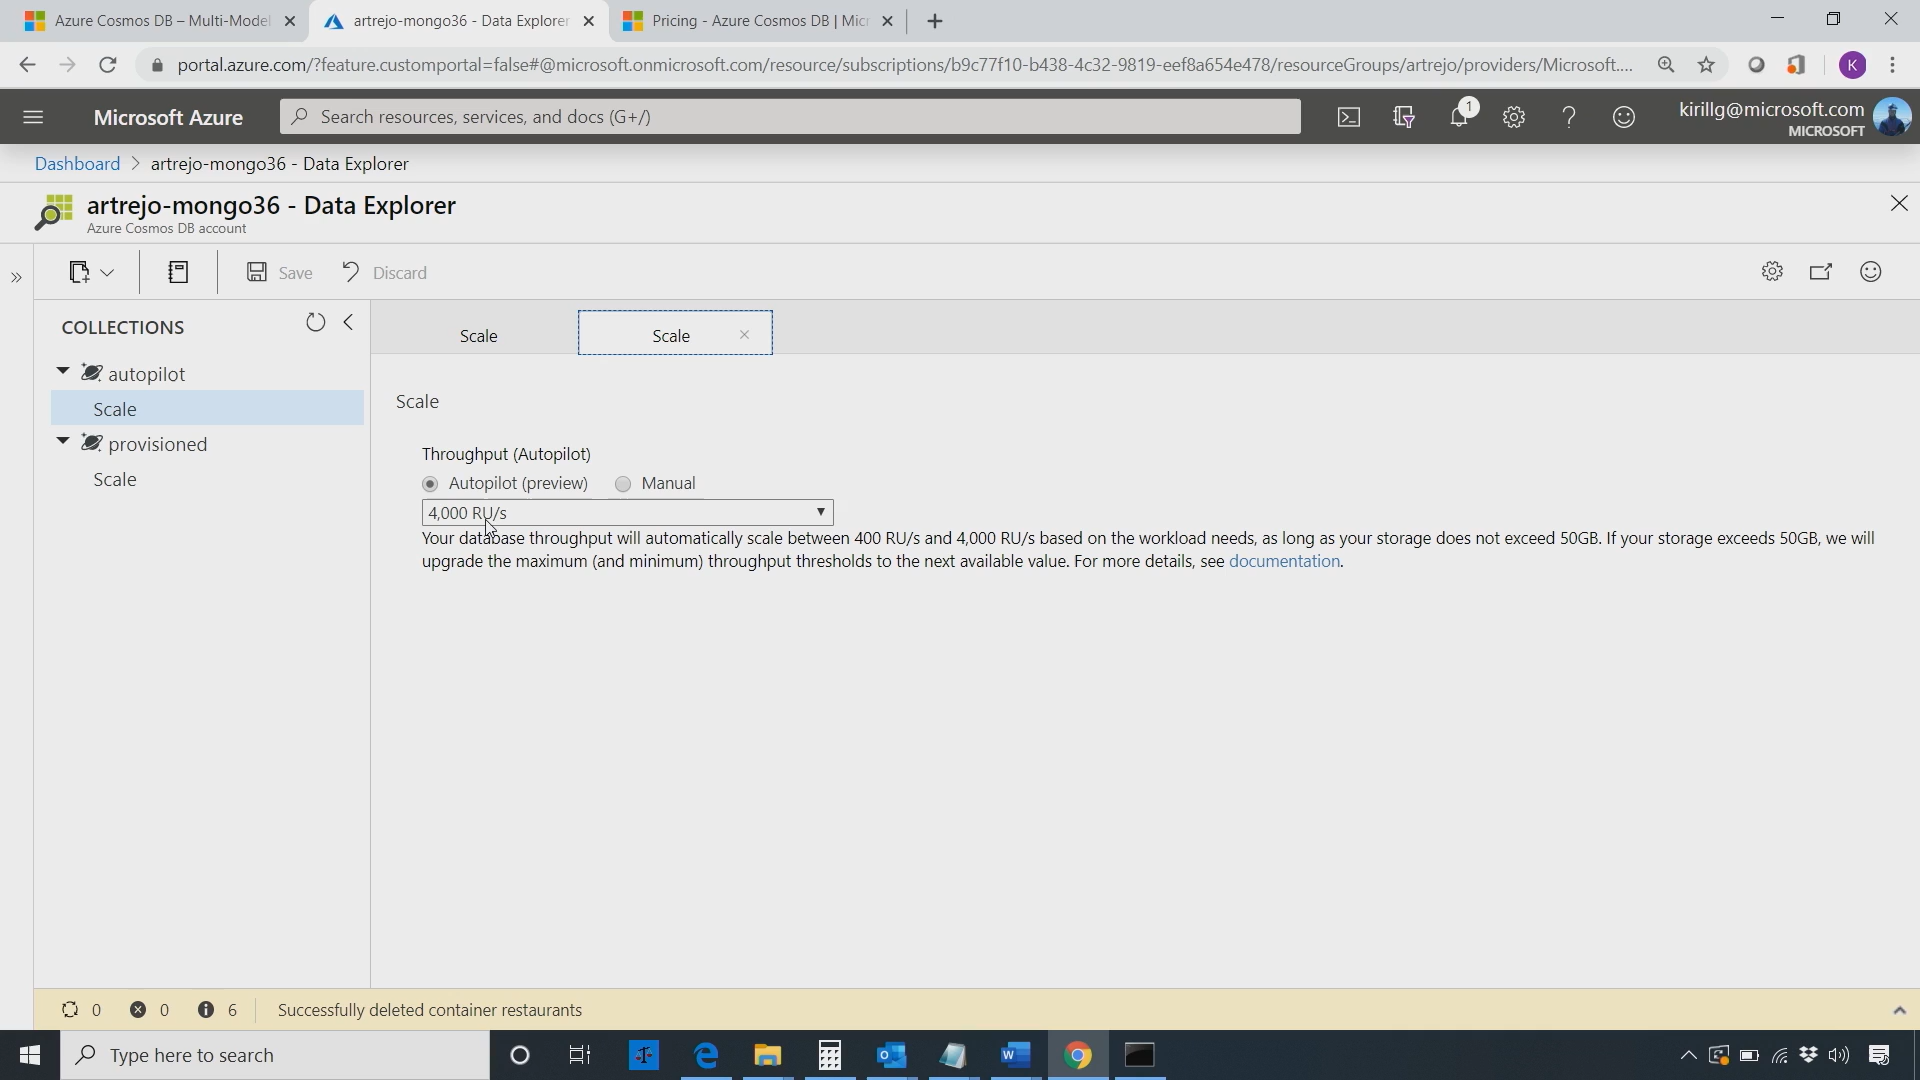 Azure Cosmos DB – Multi-Model
artrejo-mongo36 - Data Explorer
Pricing - Azure Cosmos DB | Micr
portal.azure.com/?feature.customportal=false#@microsoft.onmicrosoft.com/resource/subscriptions/b9c77f10-b438-4c32-9819-eef8a654e478/resourceGroups/artrejo/providers/Microsoft....
K
Microsoft Azure
Search resources, services, and docs (G+/)
1
kirillg@microsoft.com
MICROSOFT
Dashboard > artrejo-mongo36 - Data Explorer
artrejo-mongo36 - Data Explorer
Azure Cosmos DB account
Save
Discard
COLLECTIONS
autopilot
Scale
provisioned
Scale
Scale
Scale
Scale
Throughput (Autopilot)
Autopilot (preview)
Manual
4,000 RU/s
Your database throughput will automatically scale between 400 RU/s and 4,000 RU/s based on the workload needs, as long as your storage does not exceed 50GB. If your storage exceeds 50GB, we will
upgrade the maximum (and minimum) throughput thresholds to the next available value. For more details, see documentation.
0 0 6 Successfully deleted container restaurants
Type here to search